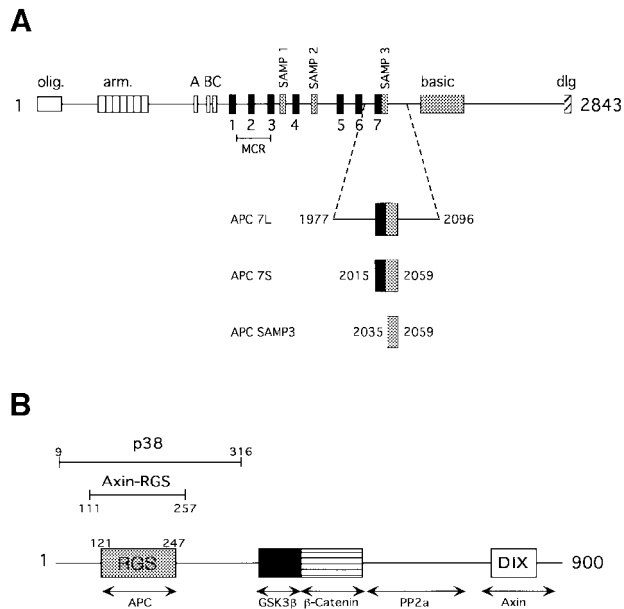 A
SAMP 1 SAMP 2 SAMP 3
olig. arm. A BC basic dlg
1 2843
1 2 3 4 5 6 7
MCR
APC 7L 1977 2096
APC 7S 2015 2059
APC SAMP3 2035 2059
B
p38
9 316
Axin-RGS
111 257
121 247
1 RGS DIX 900
APC GSK3β β-Catenin PP2a Axin